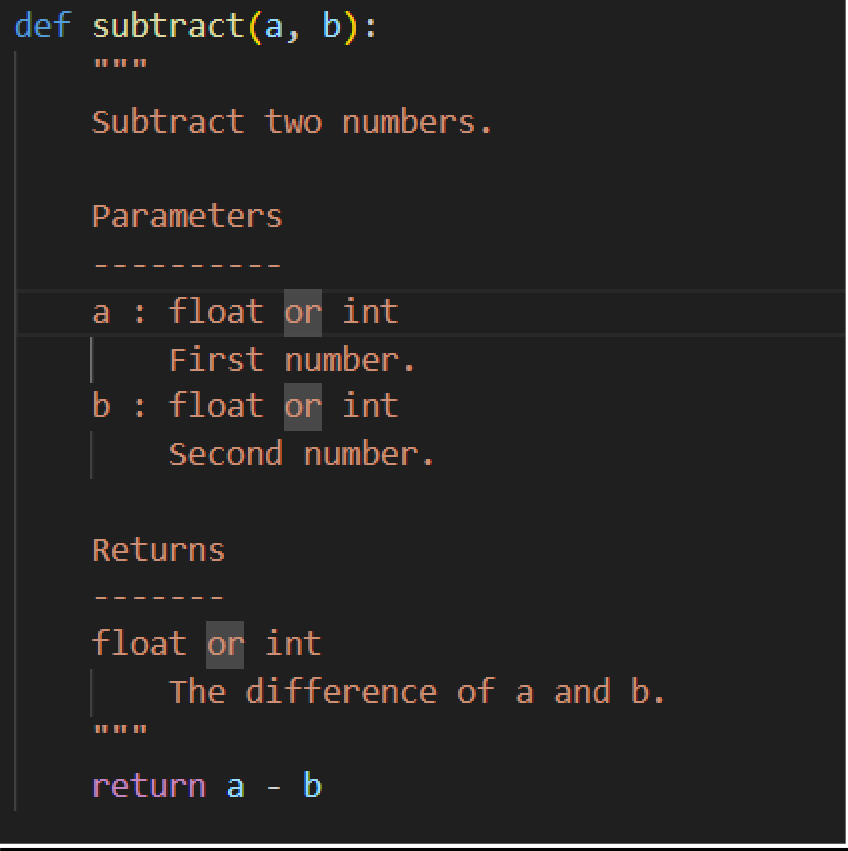 def subtract(a, b):
    """
    Subtract two numbers.

    Parameters
    ----------
    a : float or int
        First number.
    b : float or int
        Second number.

    Returns
    -------
    float or int
        The difference of a and b.
    """
    return a - b